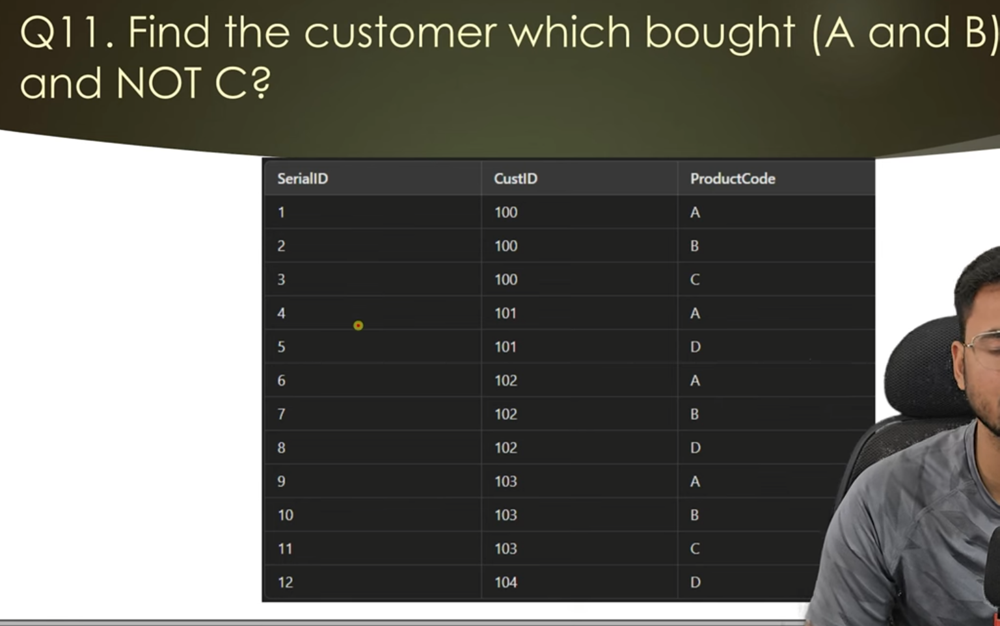 Q11. Find the customer which bought (A and B)
and NOT C?
SerialID CustID ProductCode
1 100 A
2 100 B
3 100 C
4 101 A
5 101 D
6 102 A
7 102 B
8 102 D
9 103 A
10 103 B
11 103 C
12 104 D